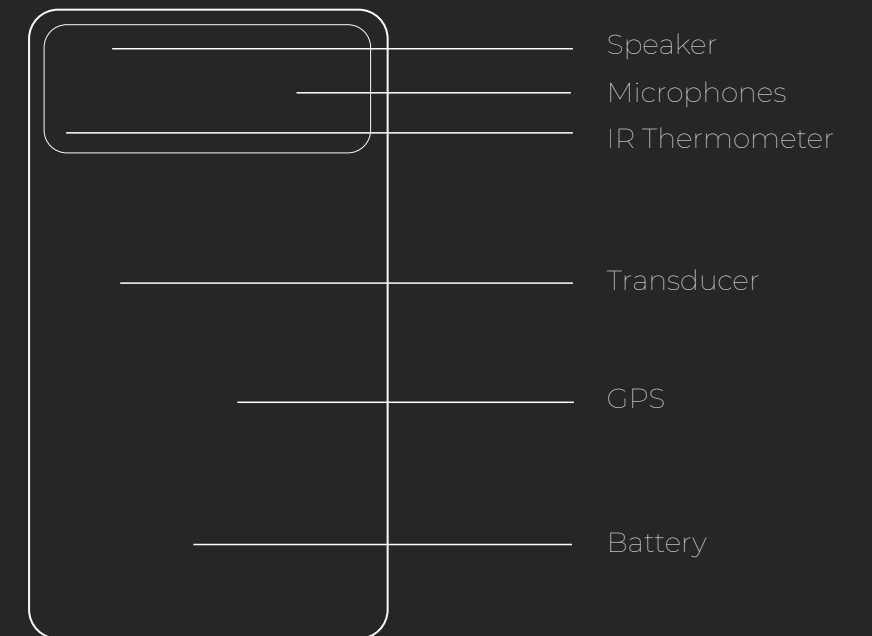 Speaker
Microphones
IR Thermometer
Transducer
GPS
Battery